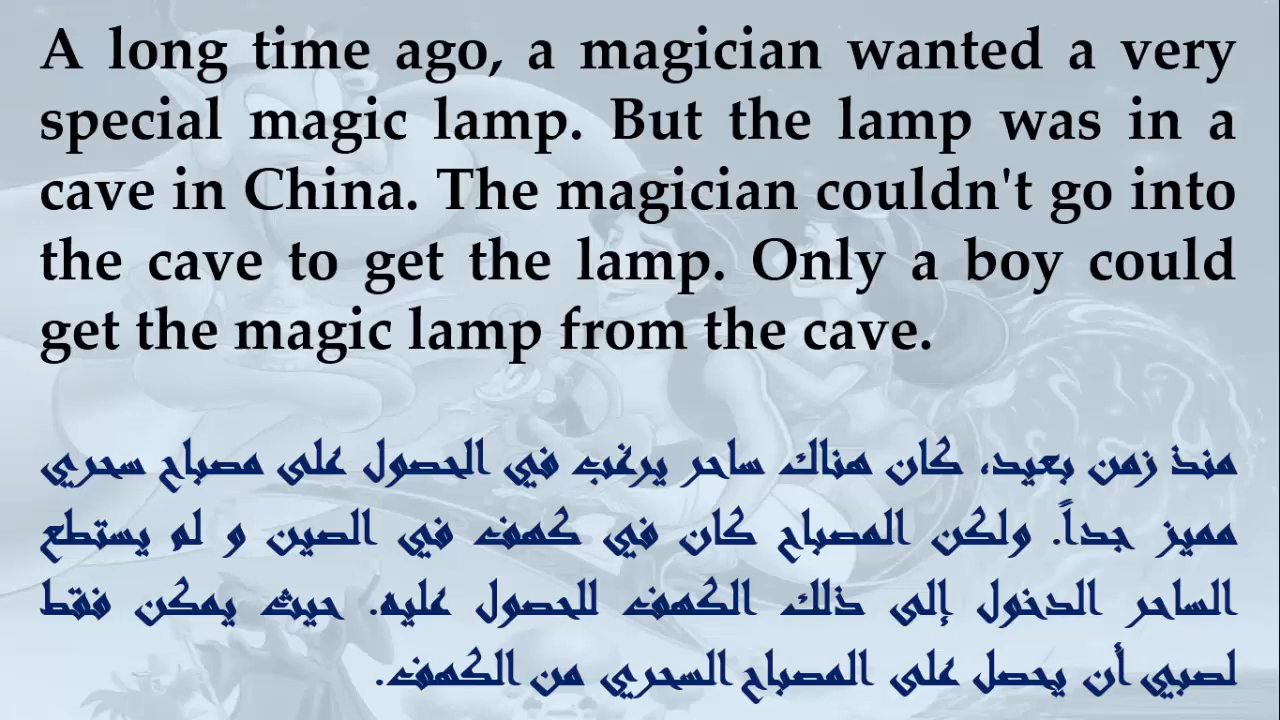 A long time ago, a magician wanted a very
special magic lamp. But the lamp was in a
cave in China. The magician couldn't go into
the cave to get the lamp. Only a boy could
get the magic lamp from the cave.
منذ زمن بعيد، كان هناك ساحر يرغب في الحصول على مصباح سحري
مميز جداً. ولكن المصباح كان في كهف في الصين و لم يستطع
الساحر الدخول إلى ذلك الكهف للحصول عليه. حيث يمكن فقط
لصبي أن يحصل على المصباح السحري من الكهف.